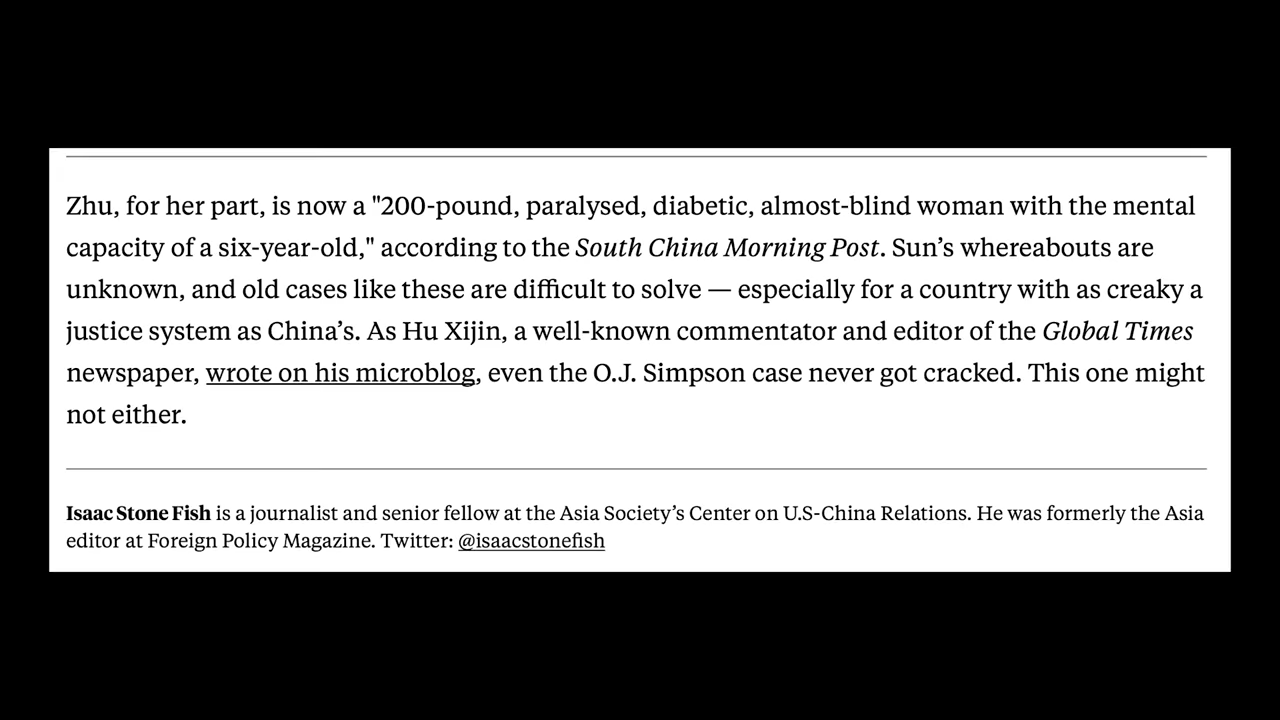 Zhu, for her part, is now a "200-pound, paralysed, diabetic, almost-blind woman with the mental
capacity of a six-year-old," according to the South China Morning Post. Sun’s whereabouts are
unknown, and old cases like these are difficult to solve — especially for a country with as creaky a
justice system as China’s. As Hu Xijin, a well-known commentator and editor of the Global Times
newspaper, wrote on his microblog, even the O.J. Simpson case never got cracked. This one might
not either.
Isaac Stone Fish is a journalist and senior fellow at the Asia Society’s Center on U.S-China Relations. He was formerly the Asia
editor at Foreign Policy Magazine. Twitter: @isaacstonefish